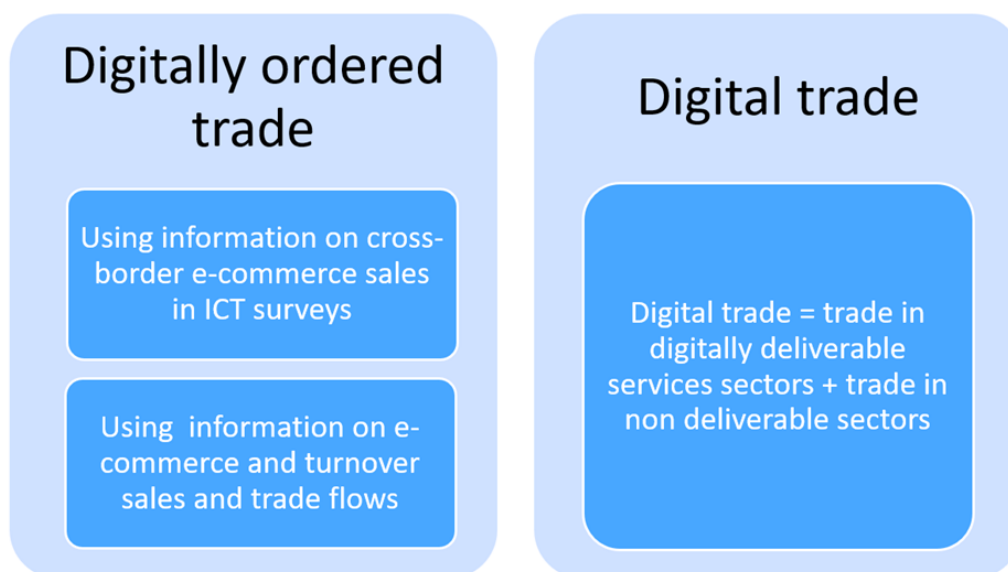 Digitally ordered
trade
Using information on cross-
border e-commerce sales
in ICT surveys
Using  information on e-
commerce and turnover
sales and trade flows
Digital trade
Digital trade = trade in
digitally deliverable
services sectors + trade in
non deliverable sectors